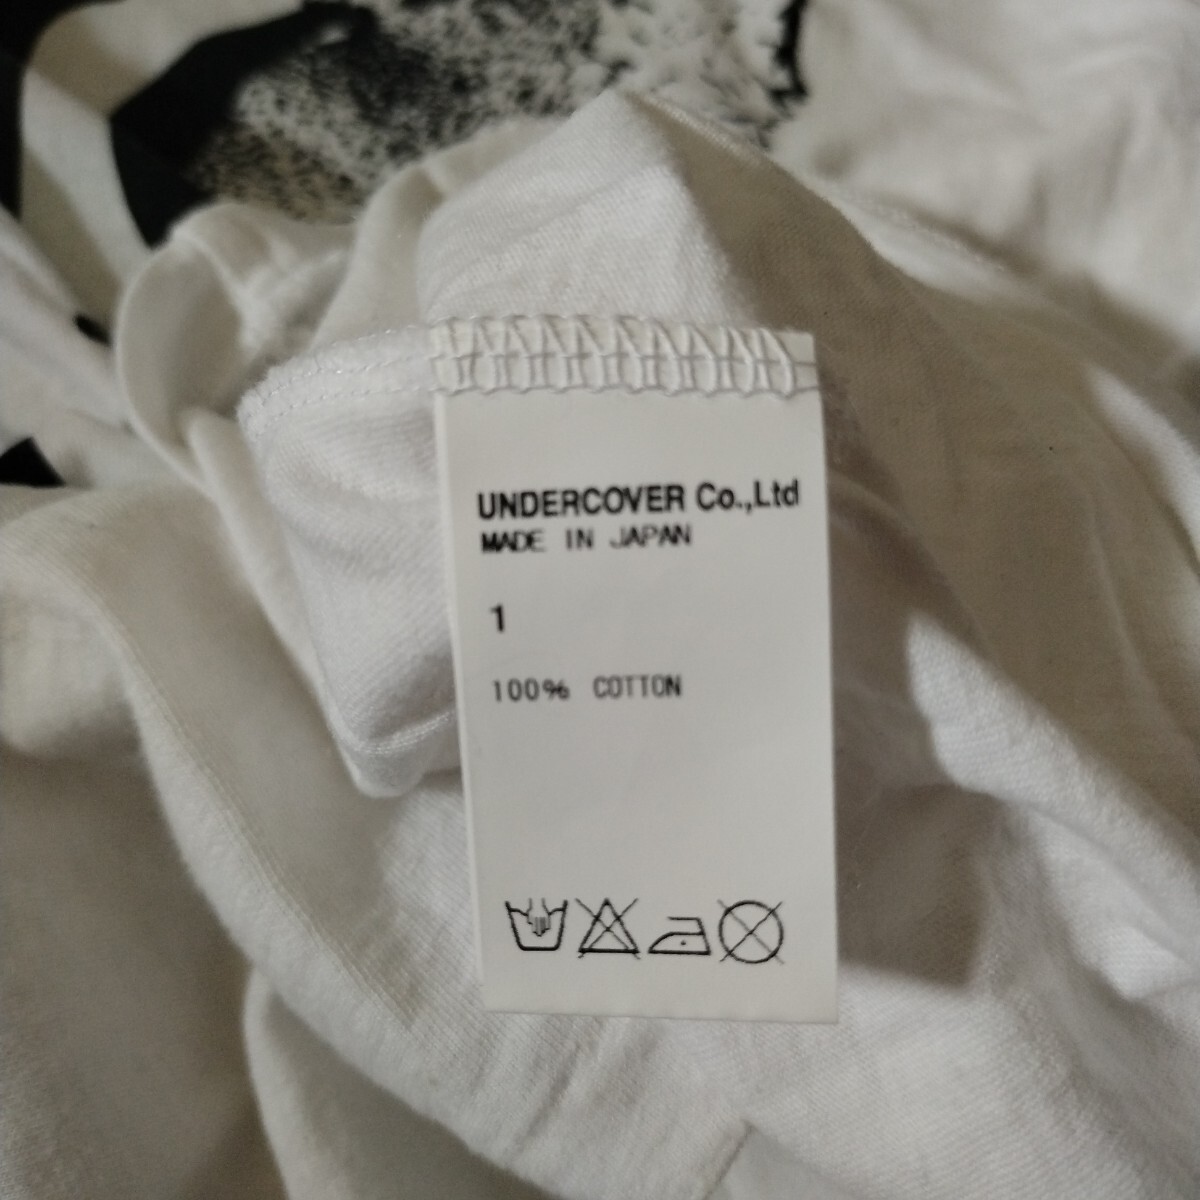 UNDERCOVER Co.,Ltd
MADE IN JAPAN
1
100% COTTON